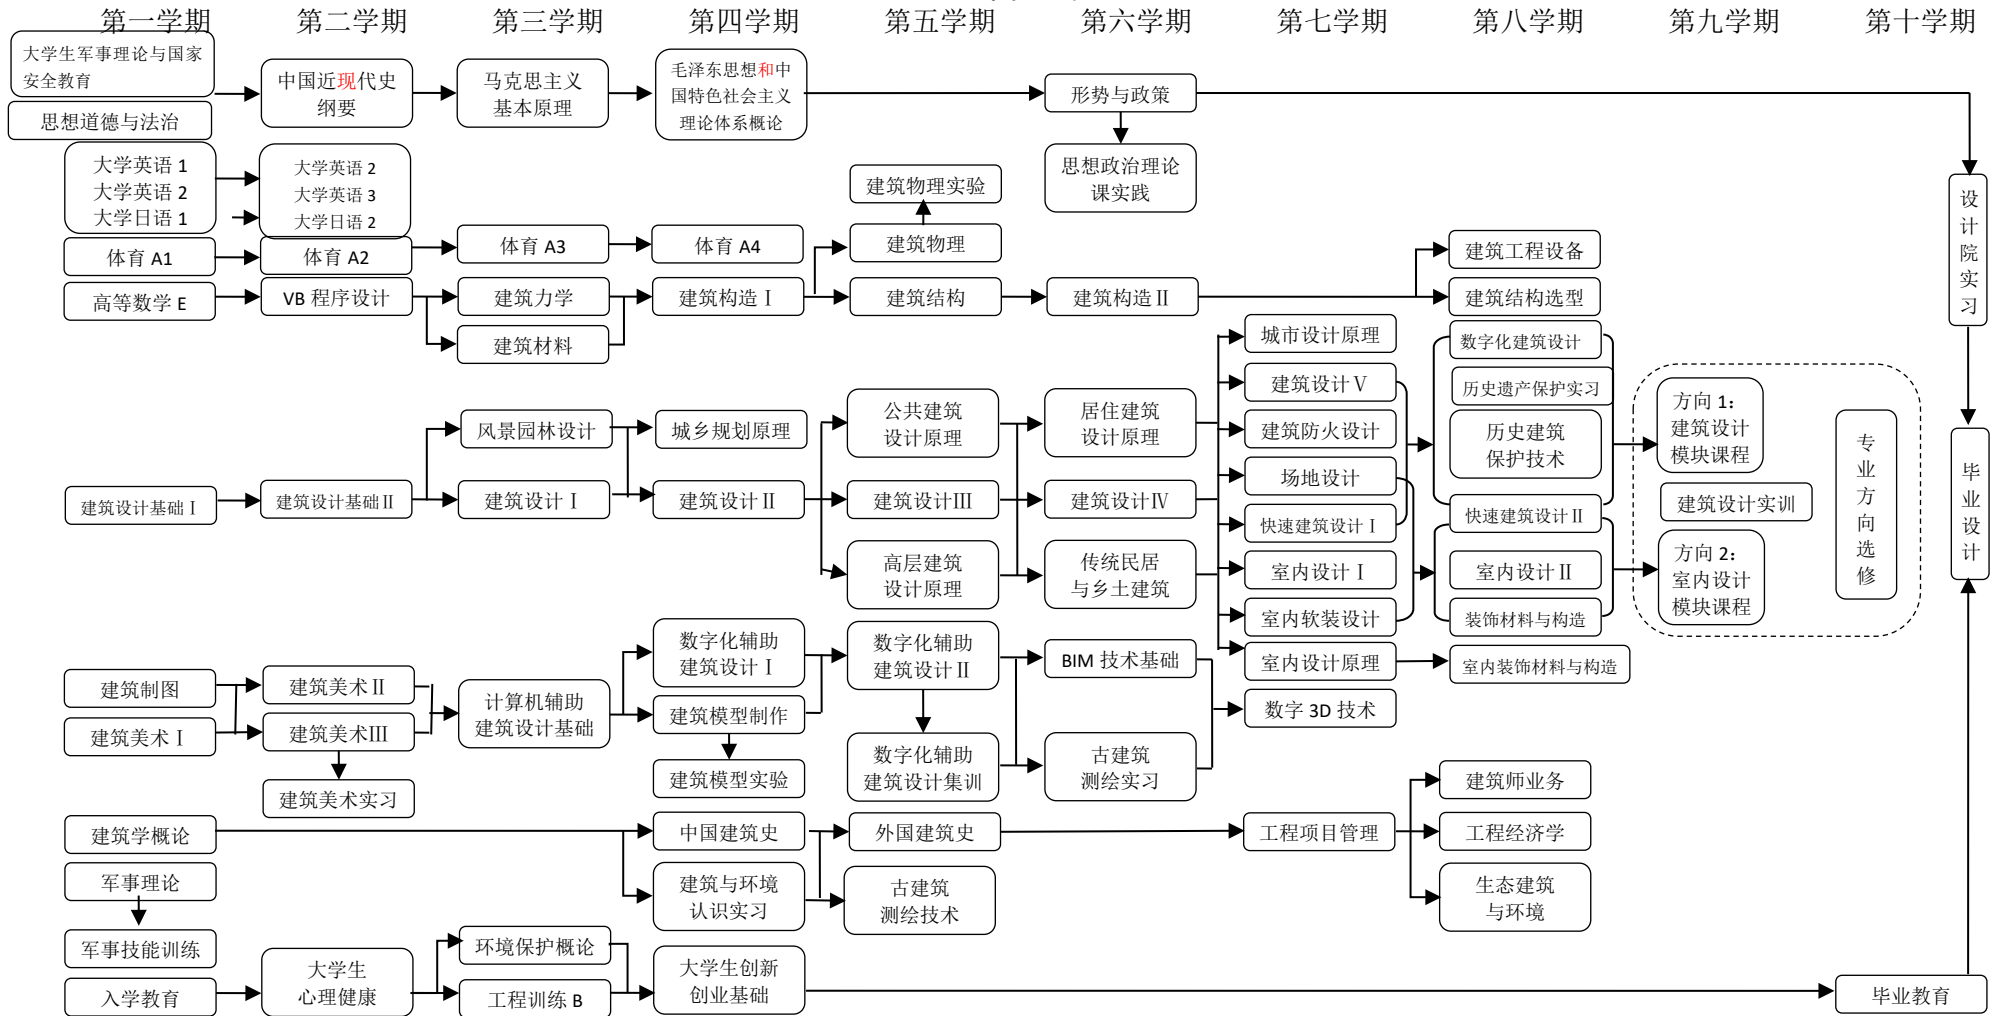 第一学期 第二学期 第三学期 第四学期 第五学期 第六学期 第七学期 第八学期 第九学期 第十学期
大学生军事理论与国家
安全教育
思想道德与法治
中国近现代史
纲要
马克思主义
基本原理
毛泽东思想和中
国特色社会主义
理论体系概论
形势与政策
思想政治理论
课实践
大学英语 1
大学英语 2
大学日语 1
大学英语 2
大学英语 3
大学日语 2
建筑物理实验
体育 A1
体育 A2
体育 A3
体育 A4
建筑物理
建筑工程设备
高等数学 E
VB 程序设计
建筑力学
建筑材料
建筑构造Ⅰ
建筑结构
建筑构造Ⅱ
建筑结构选型
设计院实习
城市设计原理
建筑设计Ⅴ
建筑防火设计
场地设计
快速建筑设计Ⅰ
室内设计Ⅰ
室内软装设计
室内设计原理
数字化建筑设计
历史遗产保护实习
历史建筑
保护技术
快速建筑设计Ⅱ
室内设计Ⅱ
装饰材料与构造
室内装饰材料与构造
方向 1：
建筑设计
模块课程
建筑设计实训
方向 2：
室内设计
模块课程
专业方向选修
毕业设计
建筑设计基础Ⅰ
建筑设计基础Ⅱ
风景园林设计
建筑设计Ⅰ
城乡规划原理
建筑设计Ⅱ
公共建筑
设计原理
建筑设计Ⅲ
高层建筑
设计原理
居住建筑
设计原理
建筑设计Ⅳ
传统民居
与乡土建筑
建筑制图
建筑美术Ⅰ
建筑美术Ⅱ
建筑美术Ⅲ
建筑美术实习
计算机辅助
建筑设计基础
数字化辅助
建筑设计Ⅰ
建筑模型制作
建筑模型实验
数字化辅助
建筑设计Ⅱ
数字化辅助
建筑设计集训
BIM 技术基础
古建筑
测绘实习
数字 3D 技术
建筑学概论
中国建筑史
建筑与环境
认识实习
外国建筑史
古建筑
测绘技术
工程项目管理
建筑师业务
工程经济学
生态建筑
与环境
军事理论
军事技能训练
入学教育
大学生
心理健康
环境保护概论
工程训练 B
大学生创新
创业基础
毕业教育